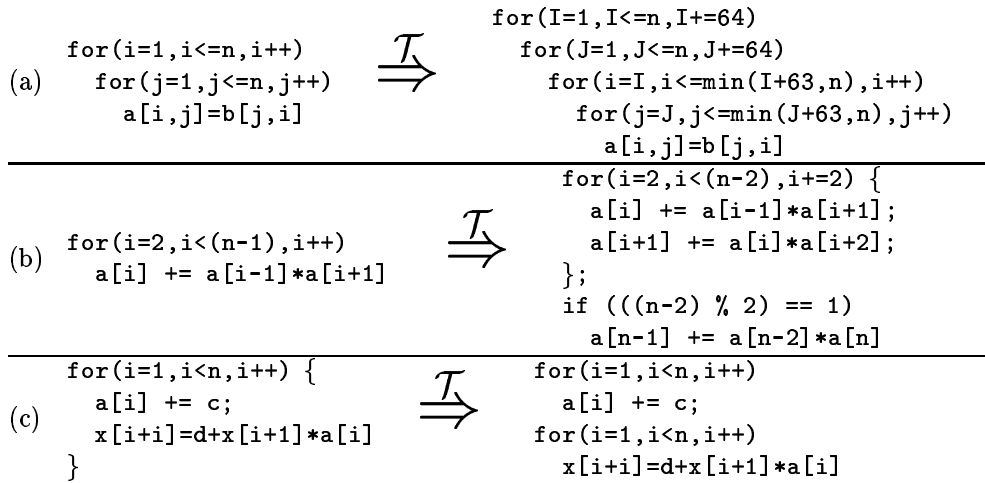 (a)
for(i=1,i<=n,i++)
for(j=1,j<=n,j++)
a[i,j]=b[j,i]
T
⟹
for(I=1,I<=n,I+=64)
for(J=1,J<=n,J+=64)
for(i=I,i<=min(I+63,n),i++)
for(j=J,j<=min(J+63,n),j++)
a[i,j]=b[j,i]
(b)
for(i=2,i<(n-1),i++)
a[i] += a[i-1]*a[i+1]
T
⟹
for(i=2,i<(n-2),i+=2) {
a[i] += a[i-1]*a[i+1];
a[i+1] += a[i]*a[i+2];
};
if (((n-2) % 2) == 1)
a[n-1] += a[n-2]*a[n]
(c)
for(i=1,i<n,i++) {
a[i] += c;
x[i+i]=d+x[i+1]*a[i]
}
T
⟹
for(i=1,i<n,i++)
a[i] += c;
for(i=1,i<n,i++)
x[i+i]=d+x[i+1]*a[i]